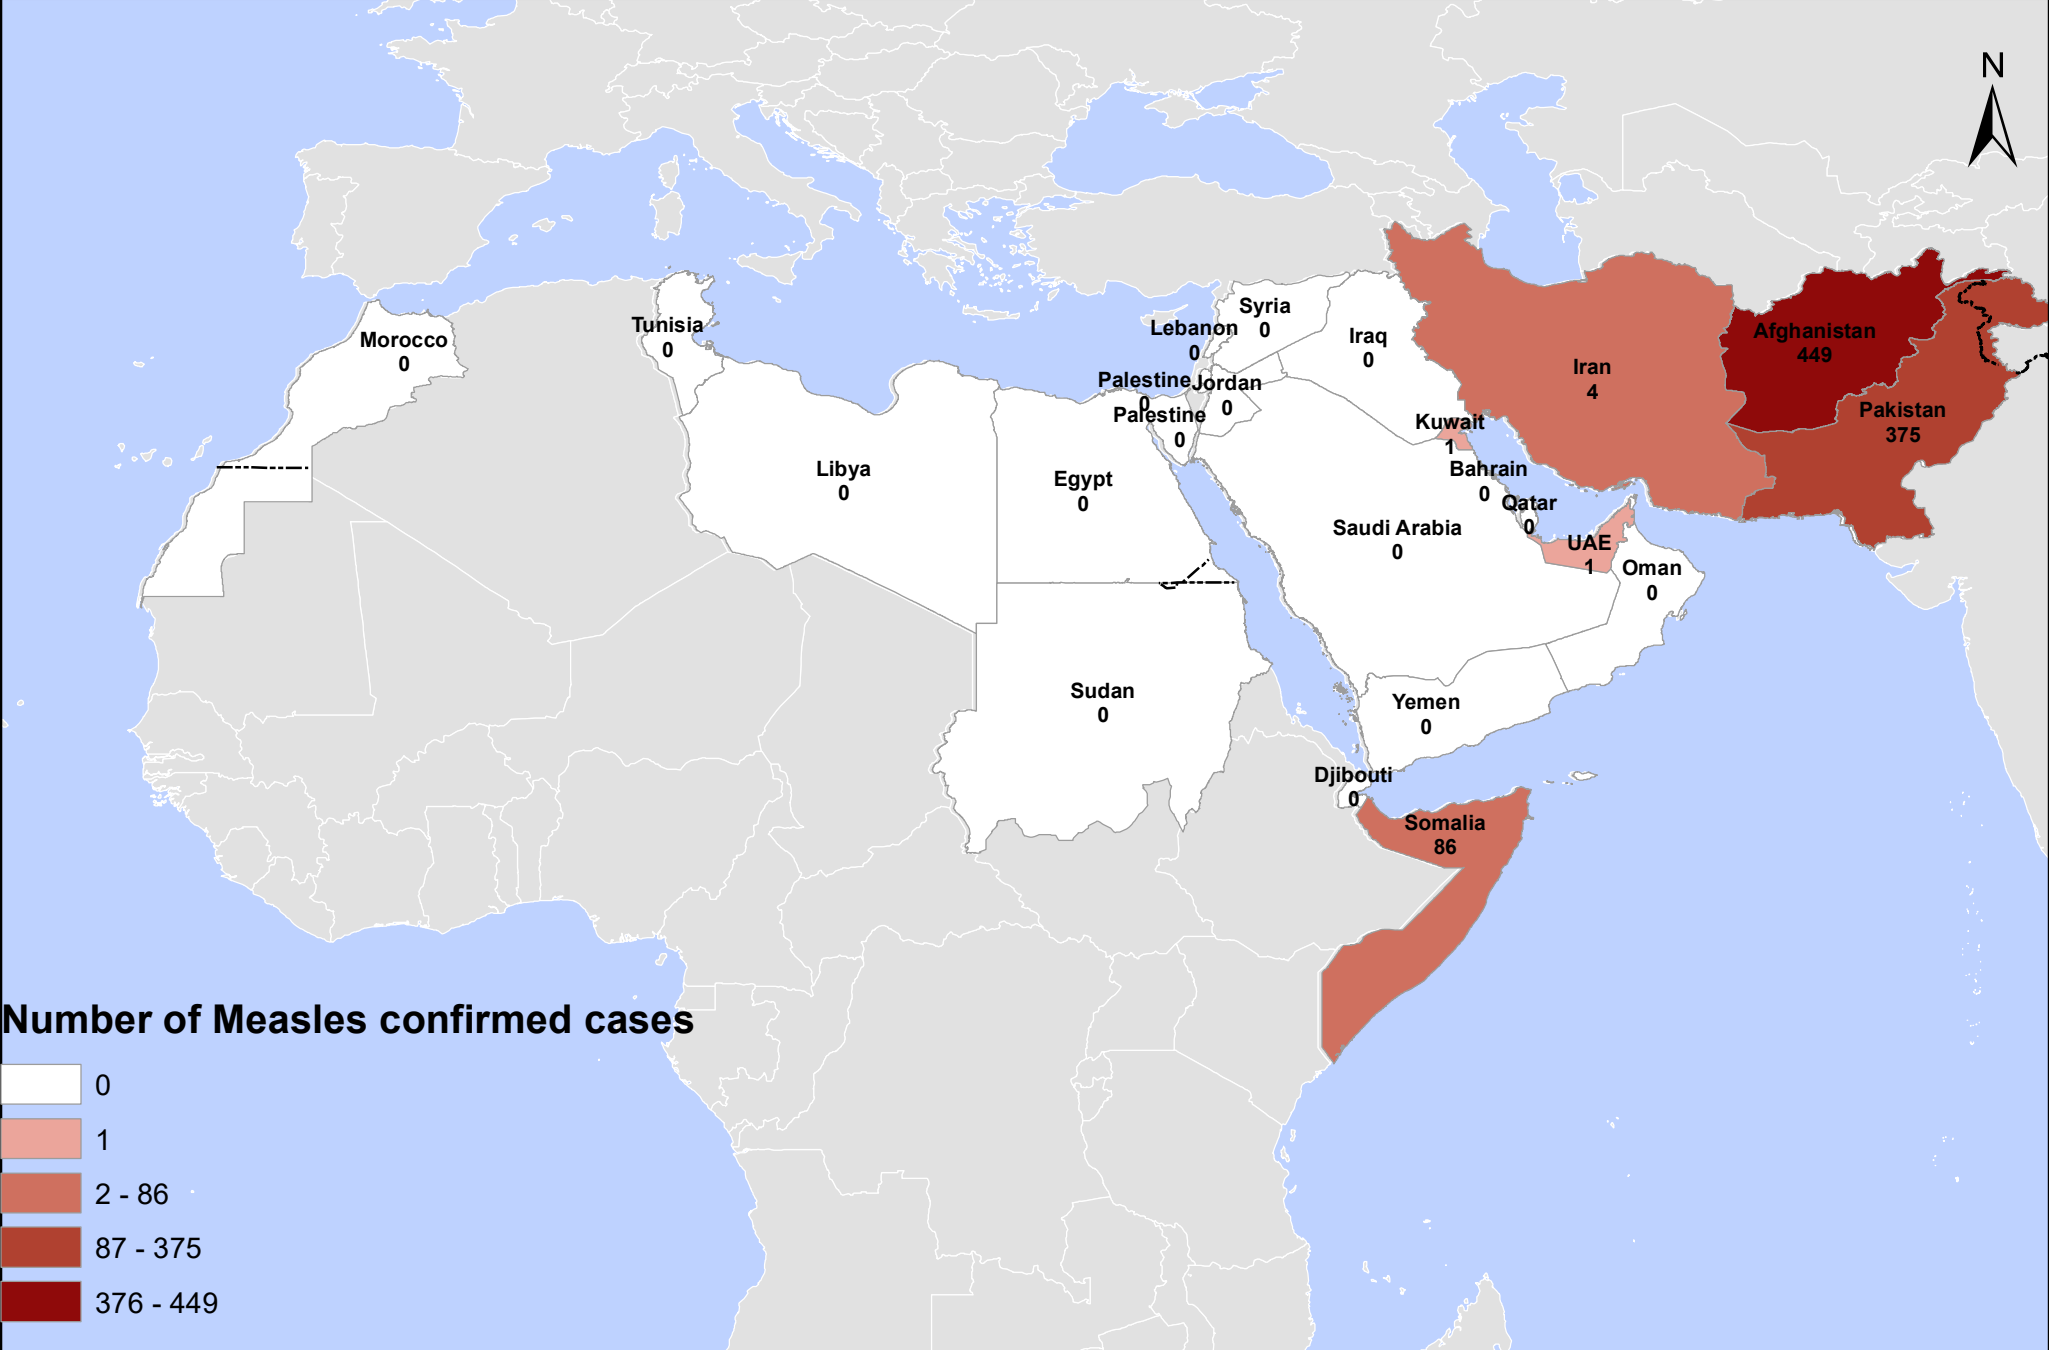 N
Syria
0
Tunisia
0
Lebanon
0
Morocco
0
Iraq
0
Afghanistan
449
Iran
4
Palestine
0
Jordan
0
Palestine
0
Pakistan
375
Kuwait
1
Libya
0
Egypt
0
Bahrain
0
Qatar
0
Saudi Arabia
0
UAE
1
Oman
0
Sudan
0
Yemen
0
Djibouti
0
Somalia
86
Number of Measles confirmed cases
0
1
2 - 86
87 - 375
376 - 449